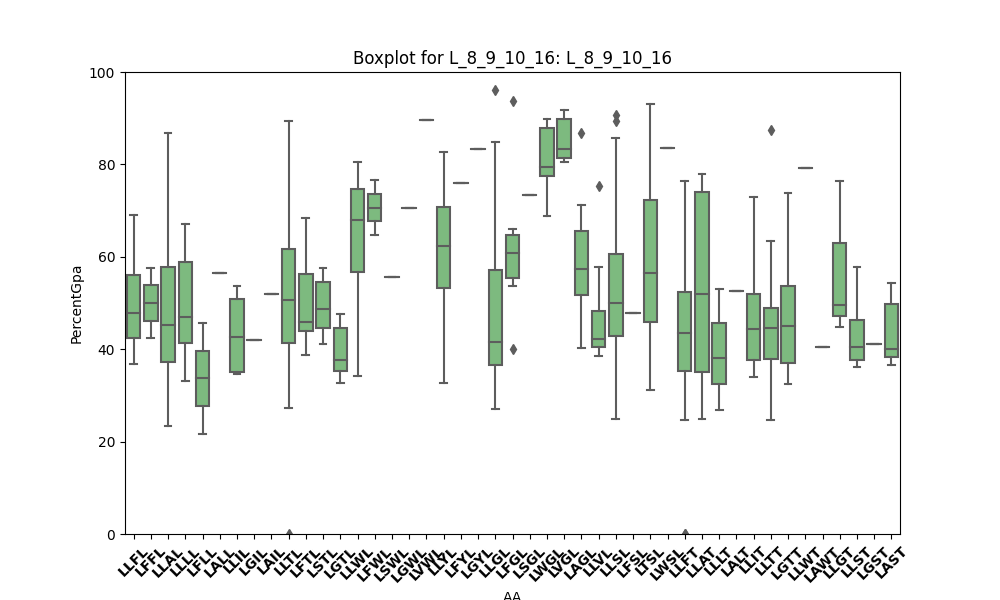 Boxplot for L_8_9_10_16: L_8_9_10_16
PercentGpa
100
80
60
40
20
0
LLFL
LFFL
LLAL
LLLL
LFLL
LALL
LLIL
LGIL
LAIL
LLTL
LFTL
LSTL
LGTL
LLWL
LFWL
LSWL
LGWL
LVWL
LLYL
LFYL
LGYL
LLGL
LFGL
LSGL
LWGL
LVGL
LAGL
LLVL
LLSL
LFSL
LTSL
LWSL
LLFT
LLAT
LLLT
LALT
LLIT
LLTT
LGTT
LLWT
LAWT
LLGT
LLST
LGST
LAST
AA